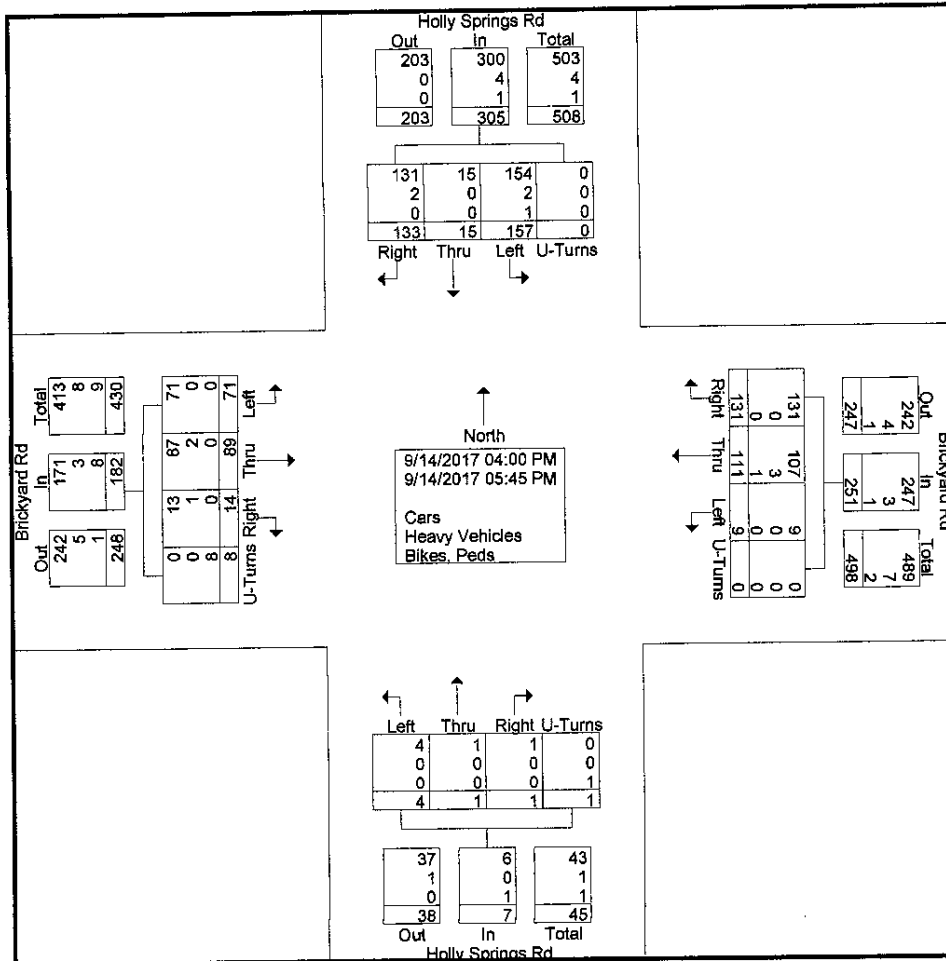 Holly Springs Rd
Out In Total
203 300 503
0 4 4
0 1 1
203 305 508
131 15 154 0
2 0 2 0
0 0 1 0
133 15 157 0
Right Thru Left U-Turns
Brickyard Rd
Total In Out
413 171 242
8 3 5
9 8 1
430 182 248
71 87 13 0
0 2 1 0
0 0 0 8
71 89 14 8
Left Thru Right U-Turns
North
9/14/2017 04:00 PM
9/14/2017 05:45 PM
Cars
Heavy Vehicles
Bikes, Peds
Right Thru Left U-Turns
131 107 9 0
0 3 0 0
0 1 0 0
131 111 9 0
Out In Total
242 247 489
4 3 7
1 1 2
247 251 498
Brickyard Rd
Left Thru Right U-Turns
4 1 1 0
0 0 0 0
0 0 0 1
4 1 1 1
37 6 43
1 0 1
0 1 1
38 7 45
Out In Total
Holly Springs Rd